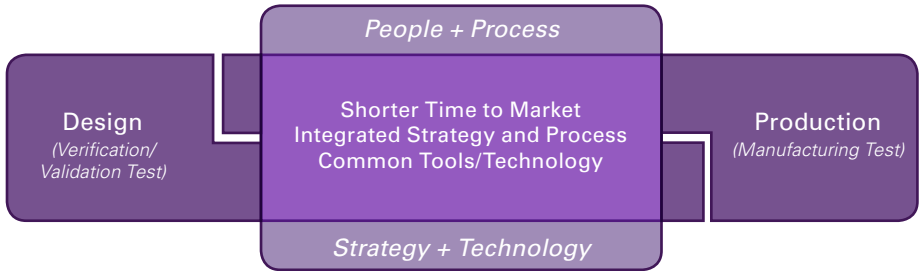 People + Process
Design
(Verification/
Validation Test)
Shorter Time to Market
Integrated Strategy and Process
Common Tools/Technology
Production
(Manufacturing Test)
Strategy + Technology